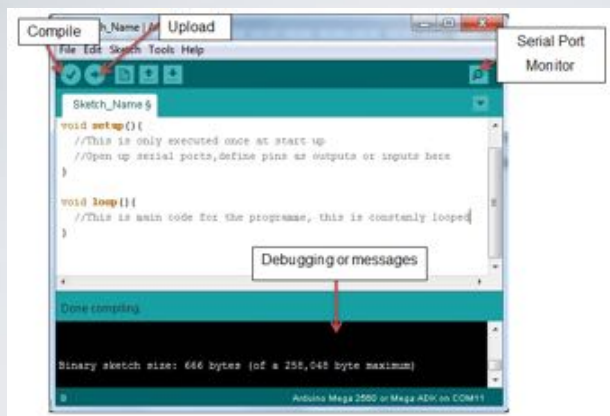 Compile
Upload
Serial Port
Monitor
h_Name | A
File Edit Sketch Tools Help
Sketch_Name §
void setup(){
//This is only executed once at start up
//Open up serial ports,define pins as outputs or inputs here
}
void loop(){
//This is main code for the programme, this is constanly looped
}
Debugging or messages
Done compiling.
Binary sketch size: 666 bytes (of a 258,048 byte maximum)
8
Arduino Mega 2560 or Mega ADK on COM11